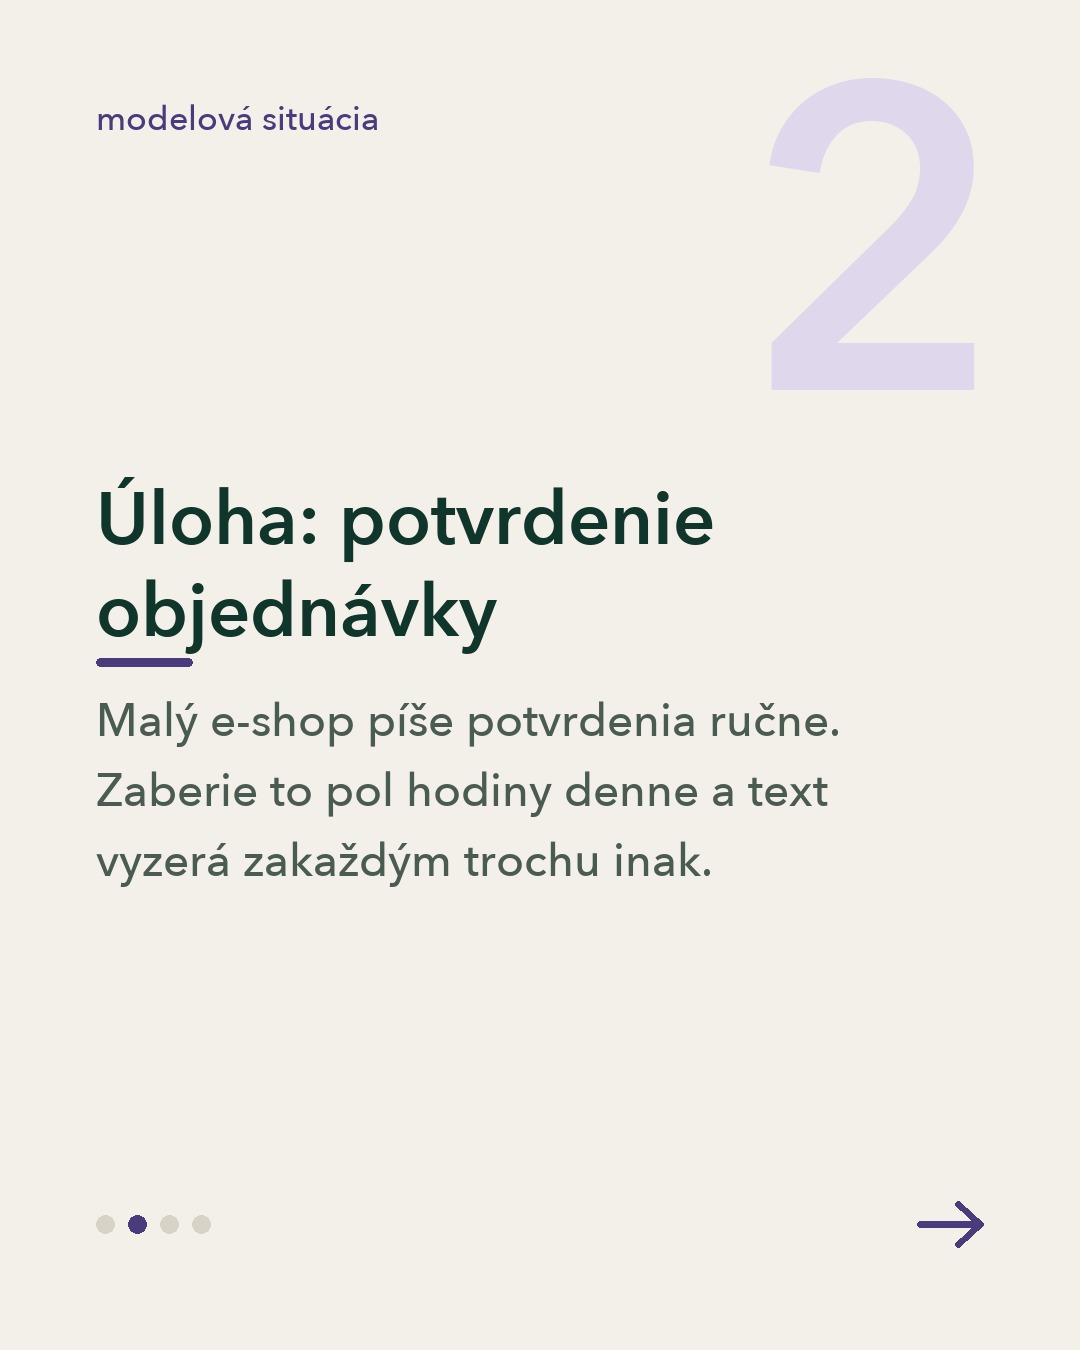 modelová situácia
2
Úloha: potvrdenie
objednávky
Malý e-shop píše potvrdenia ručne.
Zaberie to pol hodiny denne a text
vyzerá zakaždým trochu inak.